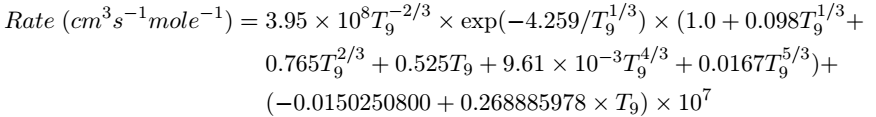 Rate (cm³s⁻¹mole⁻¹) = 3.95 × 10⁸T₉^{−2/3} × exp(−4.259/T₉^{1/3}) × (1.0 + 0.098T₉^{1/3}+
0.765T₉^{2/3} + 0.525T₉ + 9.61 × 10⁻³T₉^{4/3} + 0.0167T₉^{5/3})+
(−0.0150250800 + 0.268885978 × T₉) × 10⁷